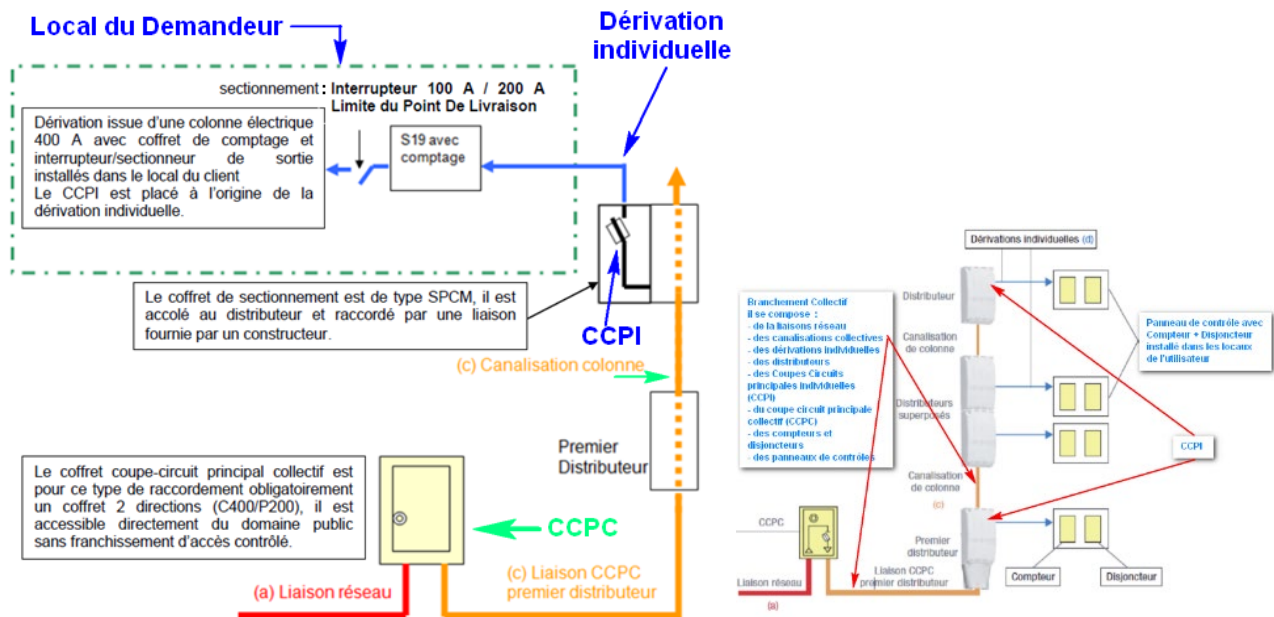 Local du Demandeur
Dérivation
individuelle
sectionnement : Interrupteur 100 A / 200 A
Limite du Point De Livraison
Dérivation issue d'une colonne électrique
400 A avec coffret de comptage et
interrupteur/sectionneur de sortie
installés dans le local du client
Le CCPI est placé à l'origine de la
dérivation individuelle.
S19 avec
comptage
Le coffret de sectionnement est de type SPCM, il est
accolé au distributeur et raccordé par une liaison
fournie par un constructeur.
CCPI
(c) Canalisation colonne
Premier
Distributeur
Le coffret coupe-circuit principal collectif est
pour ce type de raccordement obligatoirement
un coffret 2 directions (C400/P200), il est
accessible directement du domaine public
sans franchissement d'accès contrôlé.
CCPC
(a) Liaison réseau
(c) Liaison CCPC
premier distributeur
Dérivations individuelles (d)
Distributeur
Branchement Collectif
il se compose :
- de la liaisons réseau
- des canalisations collectives
- des dérivations individuelles
- des distributeurs
- des Coupes Circuits
principales individuelles
(CCPI)
- du coupe circuit principale
collectif (CCPC)
- des compteurs et
disjoncteurs
- des panneaux de contrôles
Canalisation
de colonne
Panneau de contrôle avec
Compteur + Disjoncteur
installé dans les locaux
de l'utilisateur
Distributeurs
superposés
CCPI
Canalisation
de colonne
(c)
CCPC
Premier
distributeur
Compteur
Disjoncteur
Liaison CCPC
premier distributeur
Liaison réseau
(a)